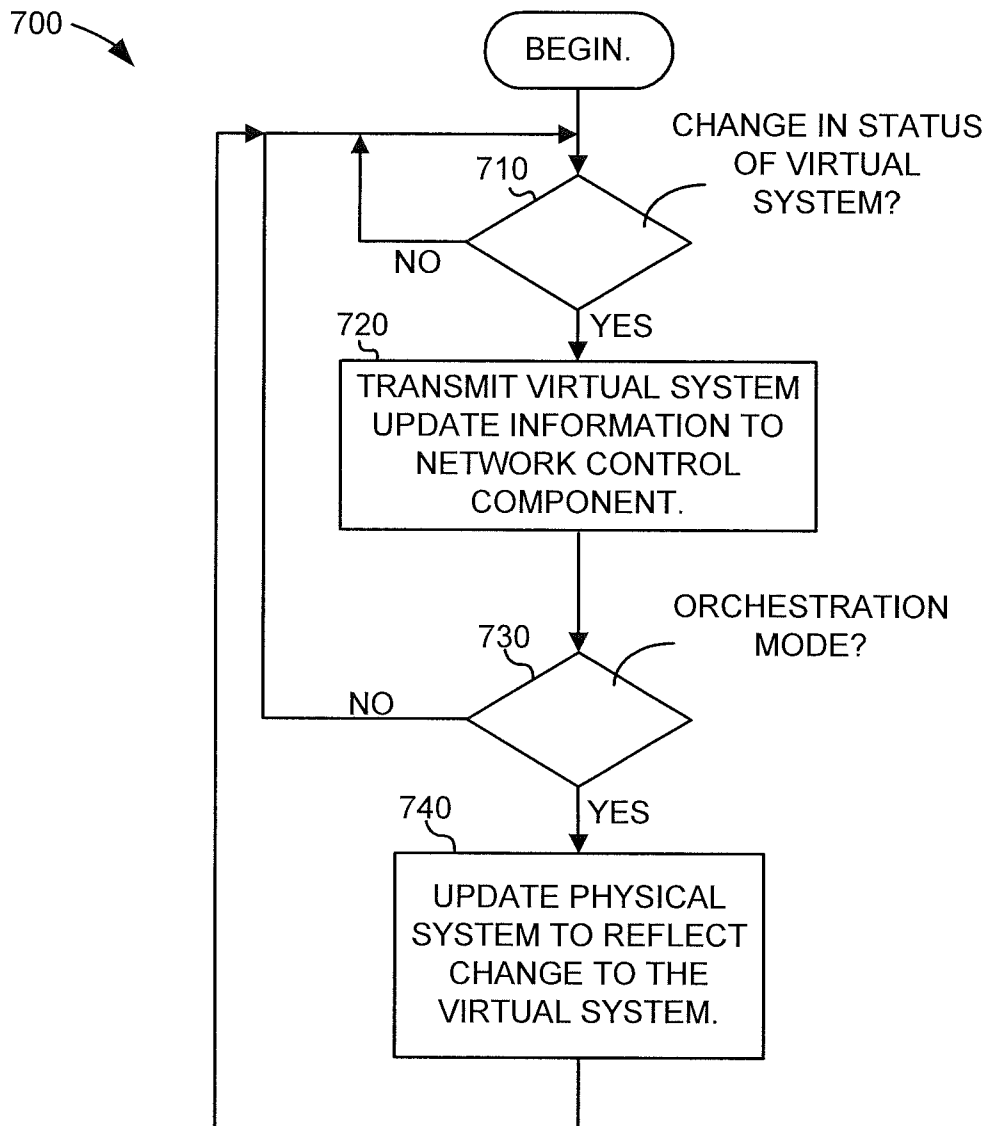 700
BEGIN.
CHANGE IN STATUS
OF VIRTUAL
SYSTEM?
710
NO
YES
720
TRANSMIT VIRTUAL SYSTEM
UPDATE INFORMATION TO
NETWORK CONTROL
COMPONENT.
ORCHESTRATION
MODE?
730
NO
YES
740
UPDATE PHYSICAL
SYSTEM TO REFLECT
CHANGE TO THE
VIRTUAL SYSTEM.